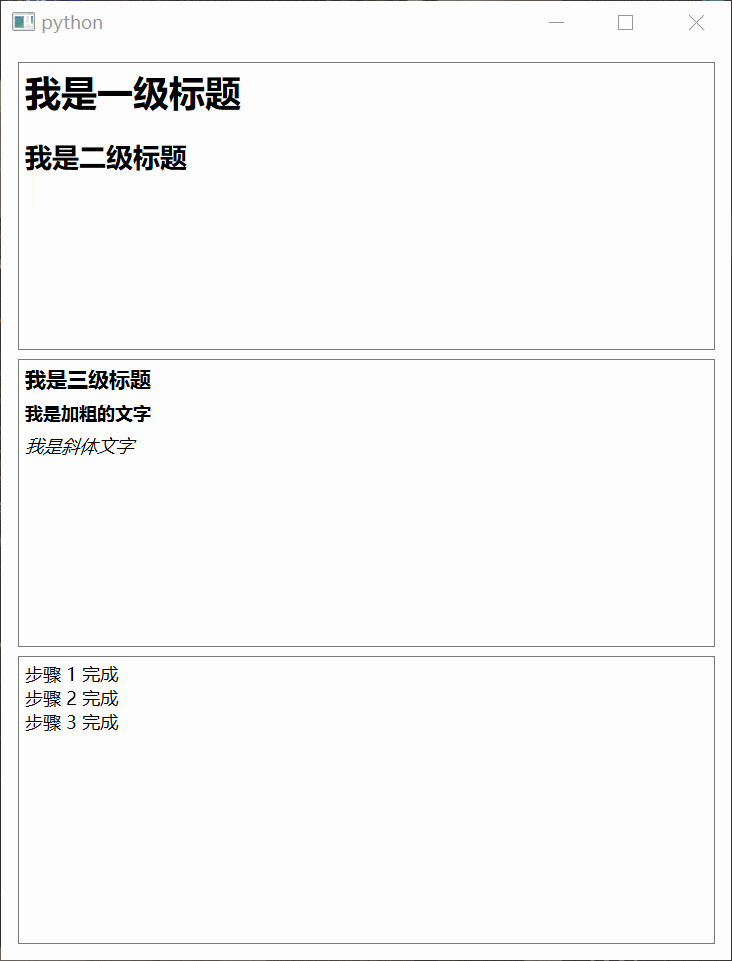 python
我是一级标题
我是二级标题
我是三级标题
我是加粗的文字
我是斜体文字
步骤 1 完成
步骤 2 完成
步骤 3 完成